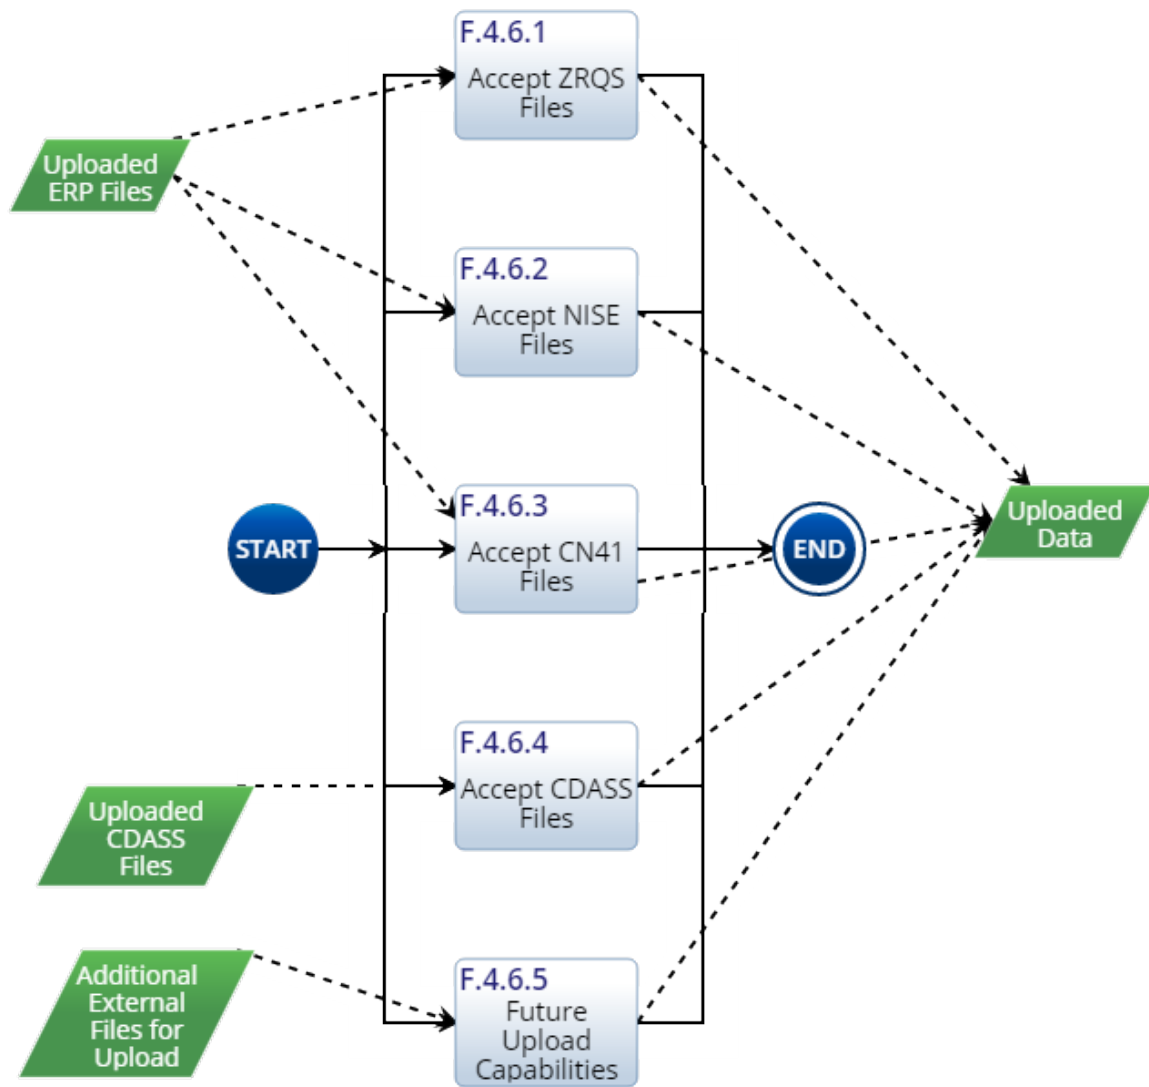 F.4.6.1
Accept ZRQS
Files
Uploaded
ERP Files
F.4.6.2
Accept NISE
Files
F.4.6.3
Accept CN41
Files
START
END
Uploaded
Data
F.4.6.4
Accept CDASS
Files
Uploaded
CDASS
Files
F.4.6.5
Future
Upload
Capabilities
Additional
External
Files for
Upload